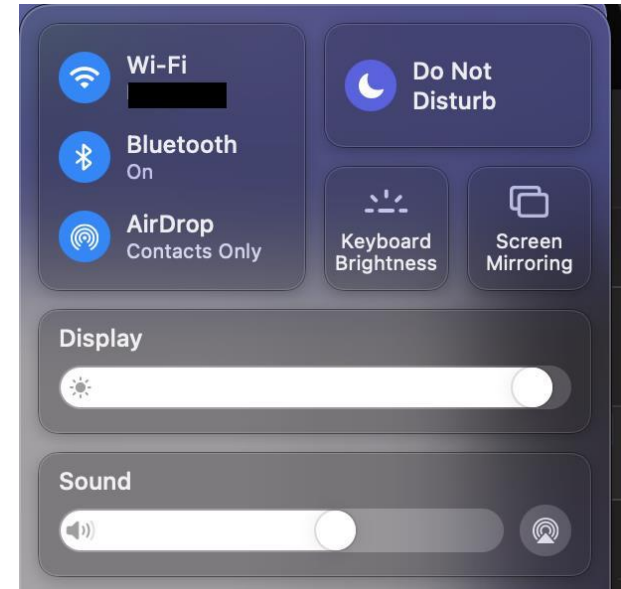 Wi-Fi
Bluetooth
On
AirDrop
Contacts Only
Do Not
Disturb
Keyboard
Brightness
Screen
Mirroring
Display
Sound